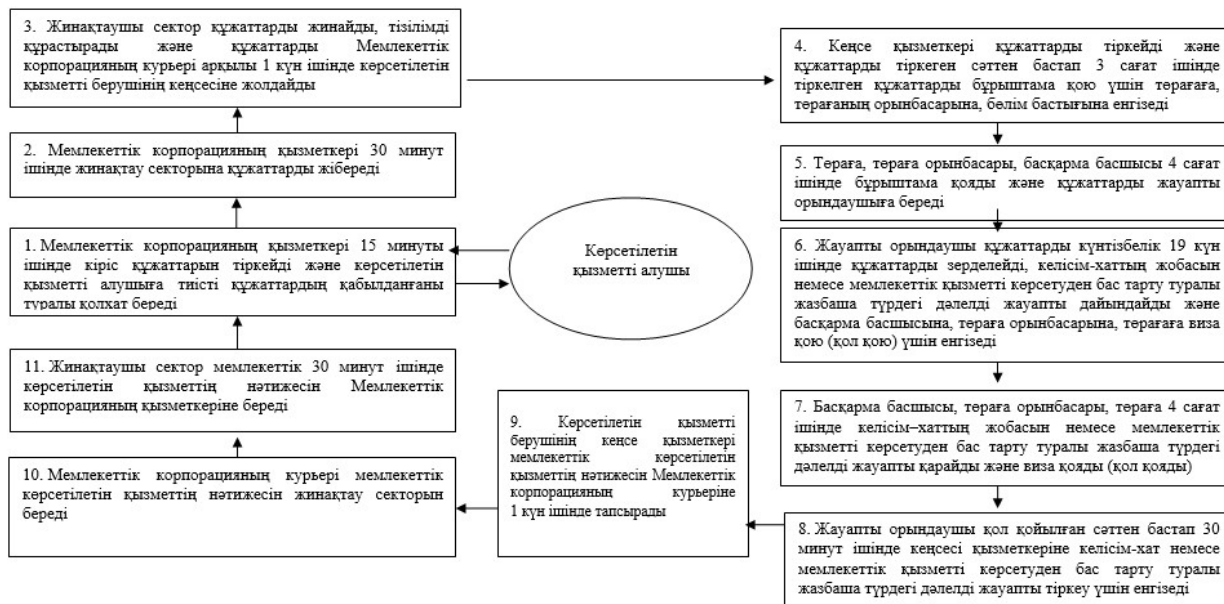 3. Жинақтаушы сектор құжаттарды жинайды, тізілімді
құрастырады және құжаттарды Мемлекеттік
корпорацияның курьері арқылы 1 күн ішінде көрсетілетін
қызметті берушінің кеңсесіне жолдайды
2. Мемлекеттік корпорацияның қызметкері 30 минут
ішінде жинақтау секторына құжаттарды жібереді
1. Мемлекеттік корпорацияның қызметкері 15 минуты
ішінде кіріс құжаттарын тіркейді және көрсетілетін
қызметті алушыға тиісті құжаттардың қабылданғаны
туралы қолхат береді
11. Жинақтаушы сектор мемлекеттік 30 минут ішінде
көрсетілетін қызметтің нәтижесін Мемлекеттік
корпорацияның қызметкеріне береді
10. Мемлекеттік корпорацияның курьері мемлекеттік
көрсетілетін қызметтің нәтижесін жинақтау секторын
береді
Көрсетілетін
қызметті алушы
9. Көрсетілетін қызметті
берушінің кеңсе қызметкері
мемлекеттік көрсетілетін
қызметтің нәтижесін Мемлекеттік
корпорацияның курьеріне
1 күн ішінде тапсырады
4. Кеңсе қызметкері құжаттарды тіркейді және
құжаттарды тіркеген сәттен бастап 3 сағат ішінде
тіркелген құжаттарды бұрыштама қою үшін төрағаға,
төрағаның орынбасарына, бөлім бастығына енгізеді
5. Төраға, төраға орынбасары, басқарма басшысы 4 сағат
ішінде бұрыштама қояды және құжаттарды жауапты
орындаушыға береді
6. Жауапты орындаушы құжаттарды күнтізбелік 19 күн
ішінде құжаттарды зерделейді, келісім-хаттың жобасын
немесе мемлекеттік қызметті көрсетуден бас тарту туралы
жазбаша түрдегі дәлелді жауапты дайындайды және
басқарма басшысына, төраға орынбасарына, төрағаға виза
қою (қол қою) үшін енгізеді
7. Басқарма басшысы, төраға орынбасары, төраға 4 сағат
ішінде келісім–хаттың жобасын немесе мемлекеттік
қызметті көрсетуден бас тарту туралы жазбаша түрдегі
дәлелді жауапты қарайды және виза қояды (қол қояды)
8. Жауапты орындаушы қол қойылған сәттен бастап 30
минут ішінде кеңсесі қызметкеріне келісім-хат немесе
мемлекеттік қызметті көрсетуден бас тарту туралы
жазбаша түрдегі дәлелді жауапты тіркеу үшін енгізеді